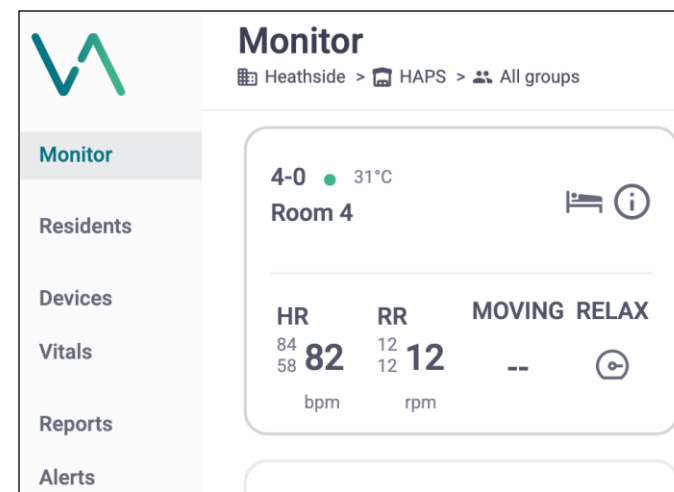 Monitor
Heathside > HAPS > All groups
Monitor
Residents
Devices
Vitals
Reports
Alerts
4-0 31°C
Room 4
HR RR MOVING RELAX
84 58 82 12 12 12 --
bpm rpm